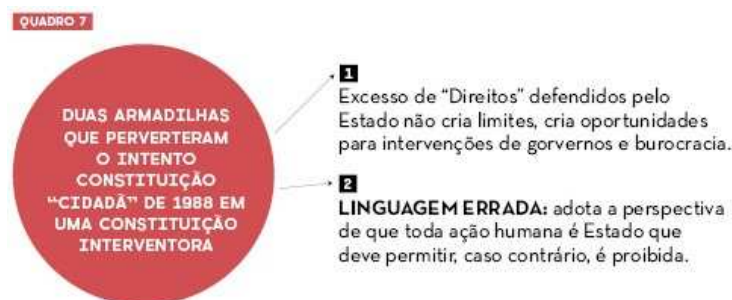 QUADRO 7
DUAS ARMADILHAS
QUE PERVERTERAM
O INTENTO
CONSTITUIÇÃO
“CIDADÃ” DE 1988 EM
UMA CONSTITUIÇÃO
INTERVENTORA
1
Excesso de “Direitos” defendidos pelo
Estado não cria limites, cria oportunidades
para intervenções de gorvernos e burocracia.
2
LINGUAGEM ERRADA: adota a perspectiva
de que toda ação humana é Estado que
deve permitir, caso contrário, é proibida.